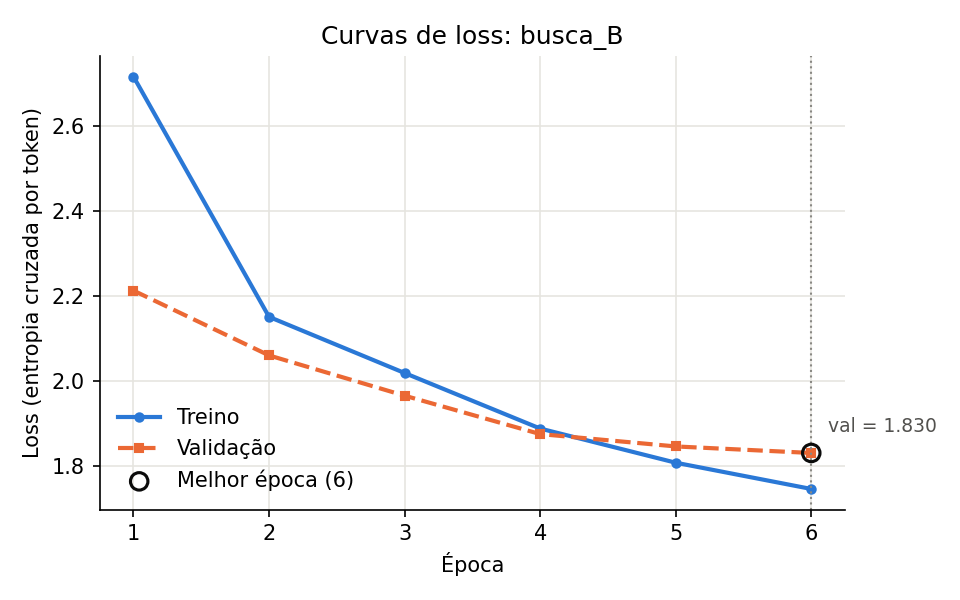 Curvas de loss: busca_B
Loss (entropia cruzada por token)
2.6
2.4
2.2
2.0
1.8
Treino
Validação
Melhor época (6)
val = 1.830
1 2 3 4 5 6
Época